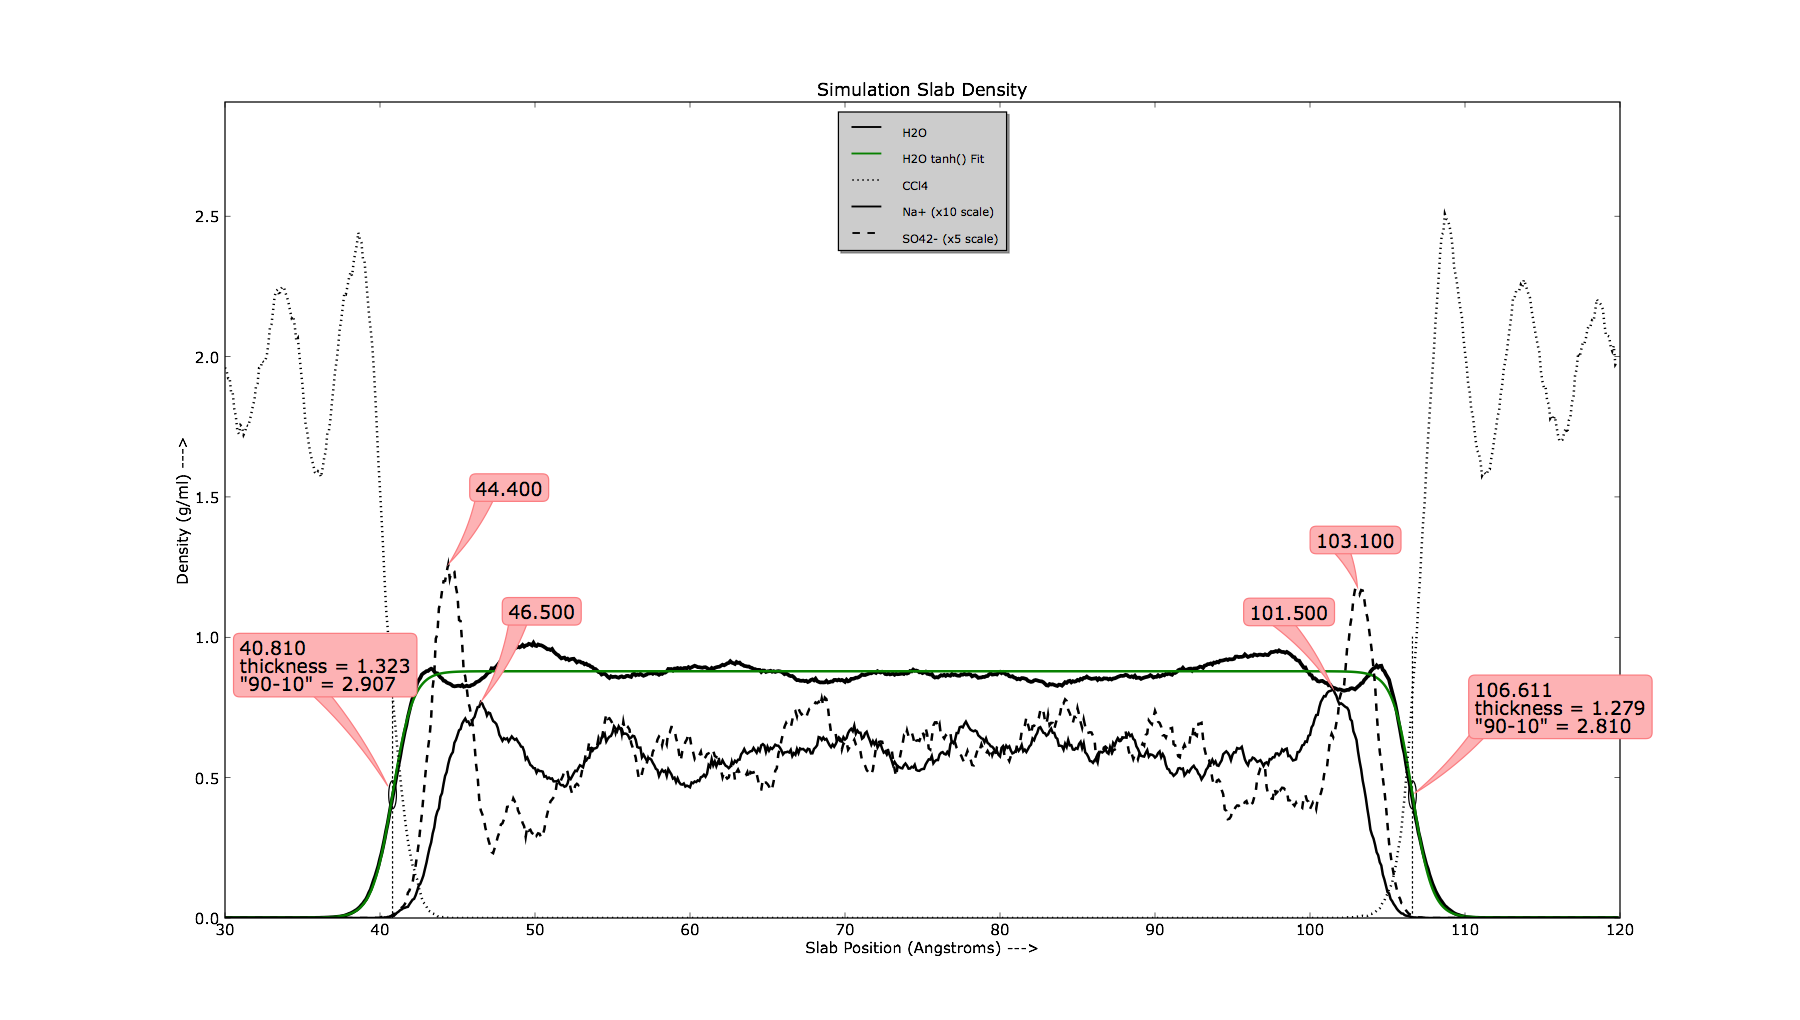 Simulation Slab Density
H2O
H2O tanh() Fit
CCl4
Na+ (x10 scale)
SO42- (x5 scale)
Density (g/ml) --->
2.5
2.0
1.5
1.0
0.5
0.0
44.400
46.500
103.100
101.500
40.810
thickness = 1.323
"90-10" = 2.907
106.611
thickness = 1.279
"90-10" = 2.810
30 40 50 60 70 80 90 100 110 120
Slab Position (Angstroms) --->